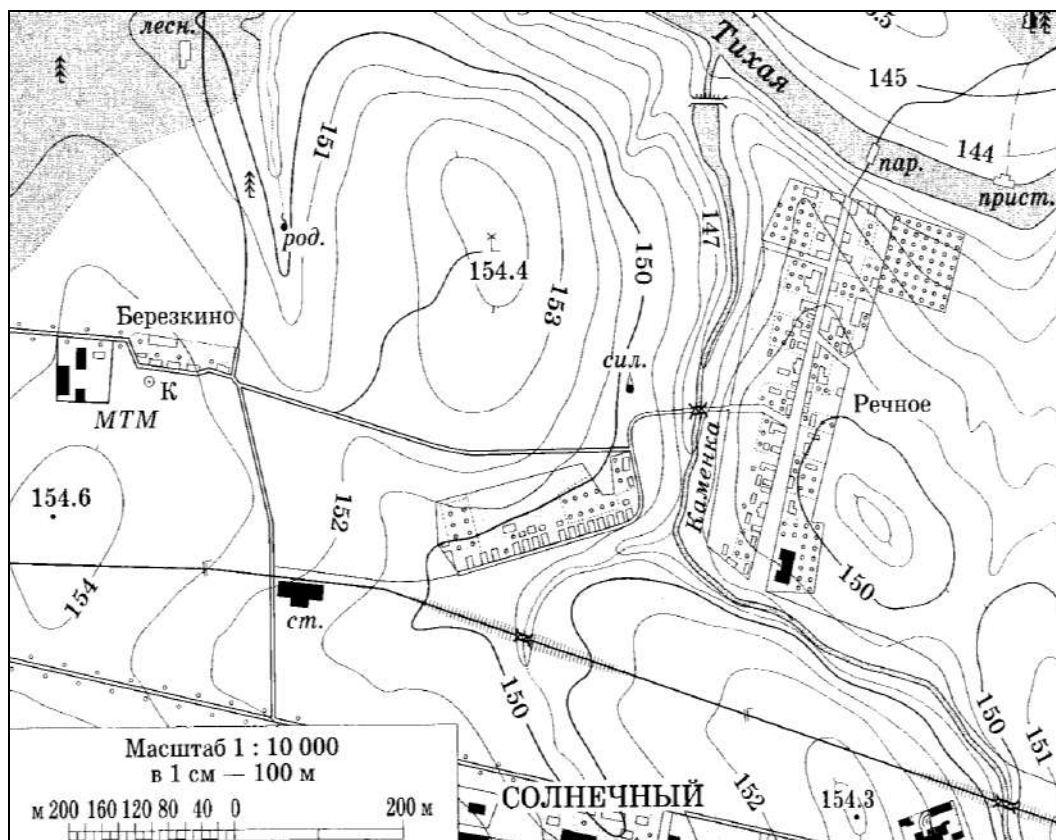 лесн.
Тихая
145
144
пар.
прист.
151
род.
154.4
150
147
153
Березкино
К
МТМ
сил.
Речное
Каменка
154.6
152
154
ст.
150
150
150
151
152
154.3
СОЛНЕЧНЫЙ
Масштаб 1 : 10 000
в 1 см — 100 м
м 200 160 120 80 40 0 200 м